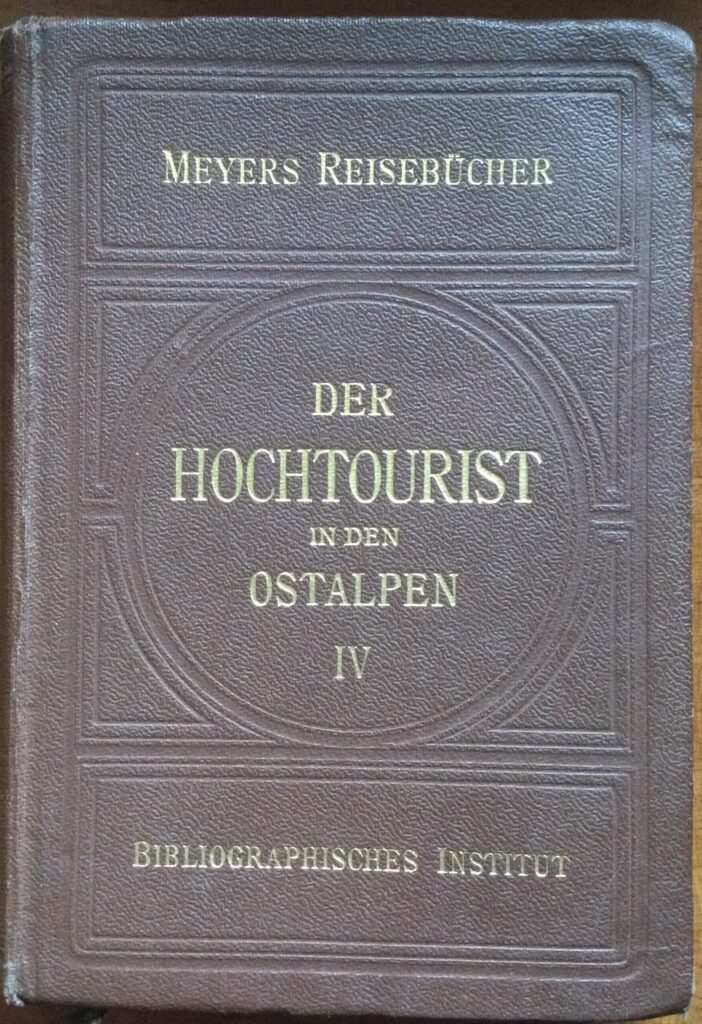 MEYERS REISEBÜCHER
DER
HOCHTOURIST
IN DEN
OSTALPEN
IV
BIBLIOGRAPHISCHES INSTITUT